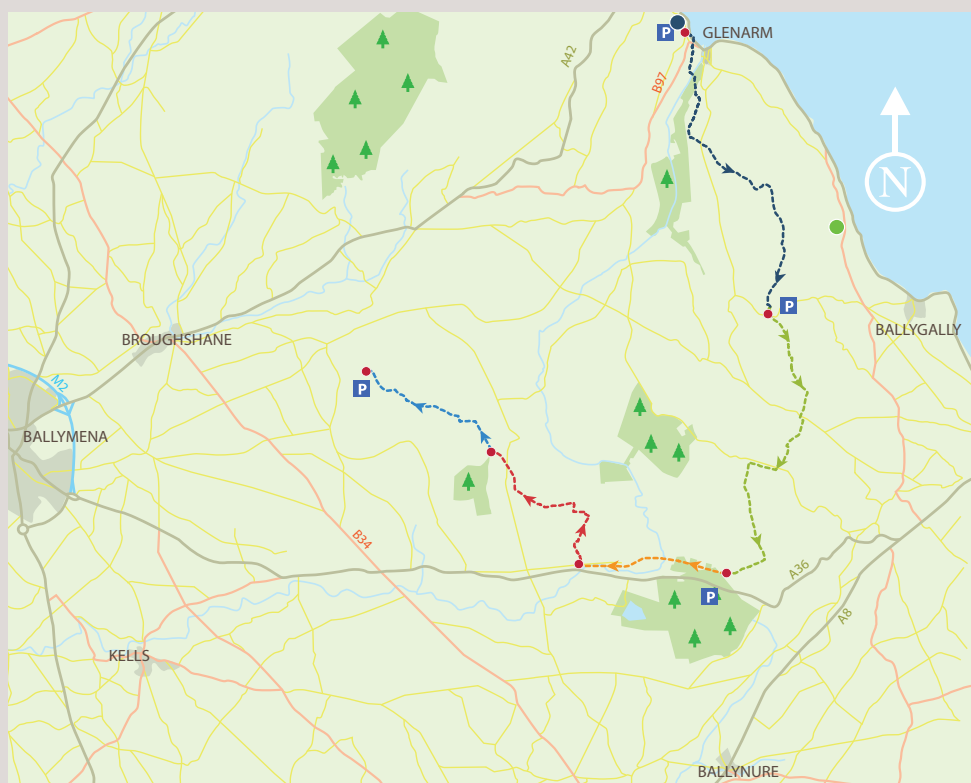 P
GLENARM
A42
B97
N
P
BALLYGALLY
BROUGHSHANE
M2
P
BALLYMENA
B34
A36
P
A8
KELLS
BALLYNURE